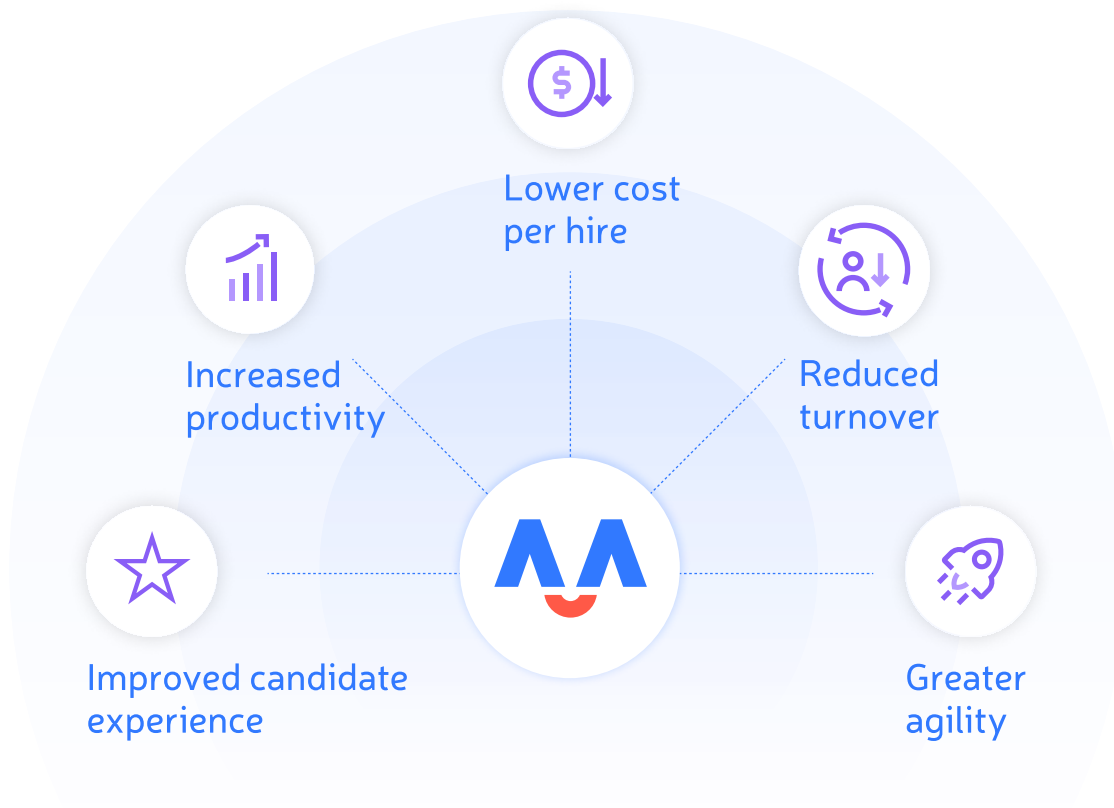 Lower cost
per hire
Increased
productivity
Reduced
turnover
Improved candidate
experience
Greater
agility